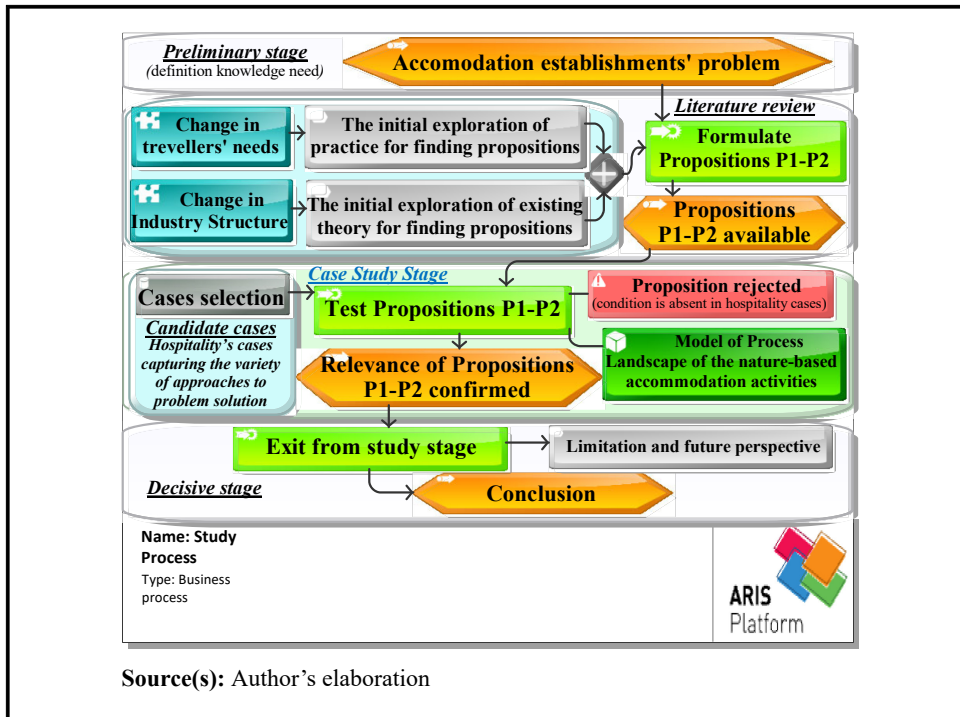 Preliminary stage
(definition knowledge need)
Accomodation establishments' problem
Literature review
Change in
trevellers' needs
The initial exploration of
practice for finding propositions
Formulate
Propositions P1-P2
Change in
Industry Structure
The initial exploration of existing
theory for finding propositions
Propositions
P1-P2 available
Case Study Stage
Cases selection
Test Propositions P1-P2
Proposition rejected
(condition is absent in hospitality cases)
Candidate cases
Hospitality's cases
capturing the variety
of approaches to
problem solution
Relevance of Propositions
P1-P2 confirmed
Model of Process
Landscape of the nature-based
accommodation activities
Exit from study stage
Limitation and future perspective
Decisive stage
Conclusion
Name: Study
Process
Type: Business
process
ARIS
Platform
Source(s): Author’s elaboration